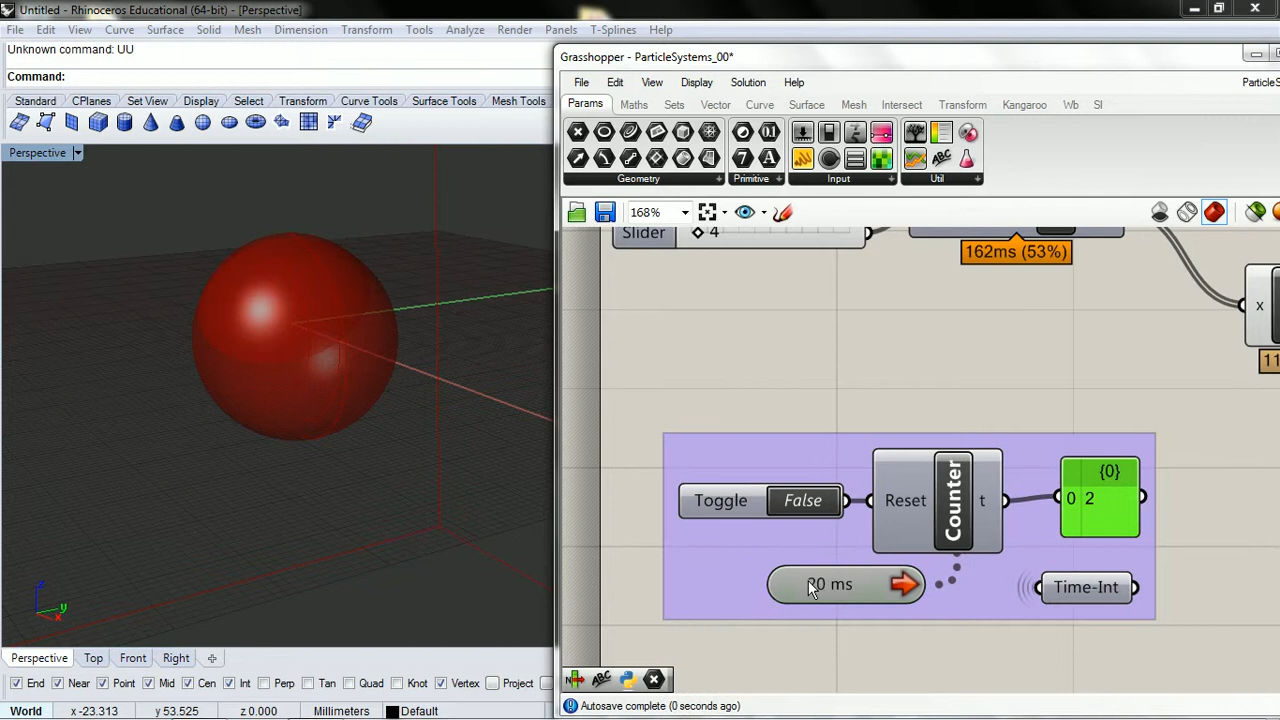 Untitled - Rhinoceros Educational (64-bit) - [Perspective]
File Edit View Curve Surface Solid Mesh Dimension Transform Tools Analyze Render Panels T-Splines Help
Unknown command: UU
Command:
Standard CPlanes Set View Display Select Transform Curve Tools Surface Tools Mesh Tools
Perspective
z
y
x
Perspective Top Front Right
End Near Point Mid Cen Int Perp Tan Quad Knot Vertex Project
World x -23.313 y 53.525 z 0.000 Millimeters Default
Grasshopper - ParticleSystems_00*
File Edit View Display Solution Help ParticleS
Params Maths Sets Vector Curve Surface Mesh Intersect Transform Kangaroo Wb SI
Geometry Primitive Input Util
168%
Slider 4
162ms (53%)
x
11
Toggle False
Reset Counter t
{0}
0 2
20 ms
Time-Int
Autosave complete (0 seconds ago)